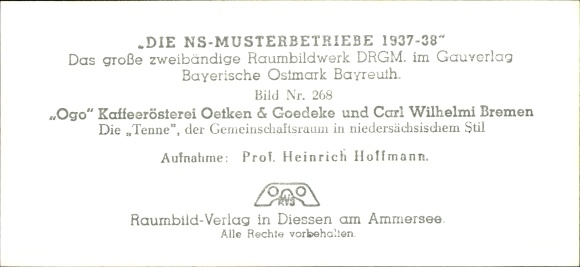 „DIE NS-MUSTERBETRIEBE 1937-38"
Das große zweibändige Raumbildwerk DRGM. im Gauverlag
Bayerische Ostmark Bayreuth.
Bild Nr. 268
„Ogo" Kaffeerösterei Oetken & Goedeke und Carl Wilhelmi Bremen
Die „Tenne", der Gemeinschaftsraum in niedersächsischem Stil
Aufnahme: Prof. Heinrich Hoffmann.
RVS
Raumbild-Verlag in Diessen am Ammersee.
Alle Rechte vorbehalten.